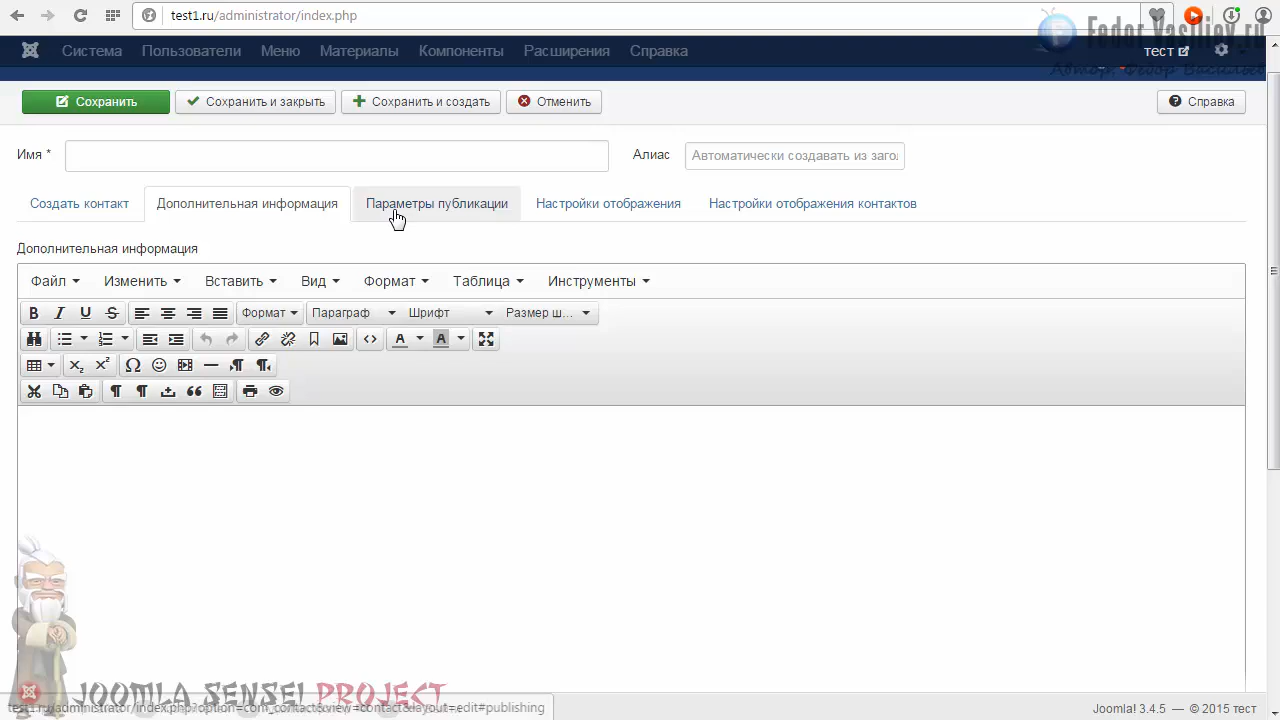 test1.ru/administrator/index.php
Fedor Vasiliev.ru
Автор: Федор Васильев
Система Пользователи Меню Материалы Компоненты Расширения Справка тест
Сохранить Сохранить и закрыть Сохранить и создать Отменить Справка
Имя * Алиас Автоматически создавать из заго.
Создать контакт Дополнительная информация Параметры публикации Настройки отображения Настройки отображения контактов
Дополнительная информация
Файл Изменить Вставить Вид Формат Таблица Инструменты
Формат Параграф Шрифт Размер ш...
JOOMLA SENSEI PROJECT
test1.ru/administrator/index.php?option=com_contact&view=contact&layout=edit#publishing
Joomla! 3.4.5 — © 2015 тест